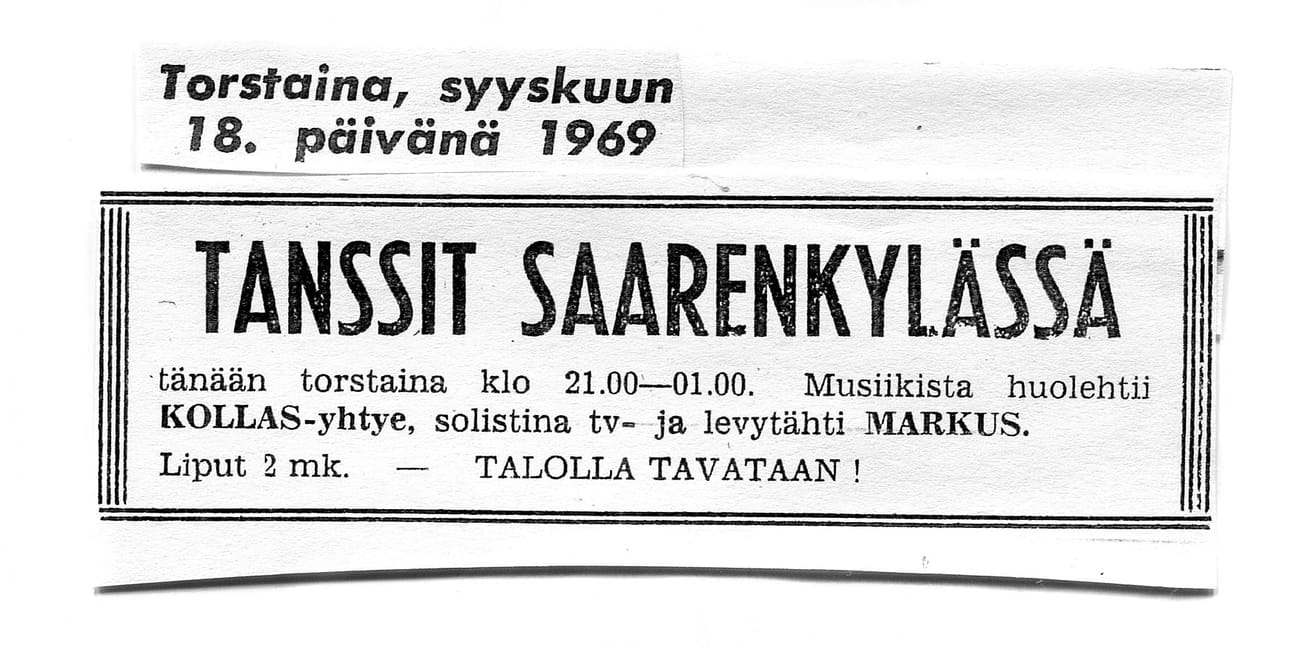 Torstaina, syyskuun
18. päivänä 1969
TANSSIT SAARENKYLÄSSÄ
tänään torstaina klo 21.00—01.00. Musiikista huolehtii
KOLLAS-yhtye, solistina tv- ja levytähti MARKUS.
Liput 2 mk. — TALOLLA TAVATAAN !